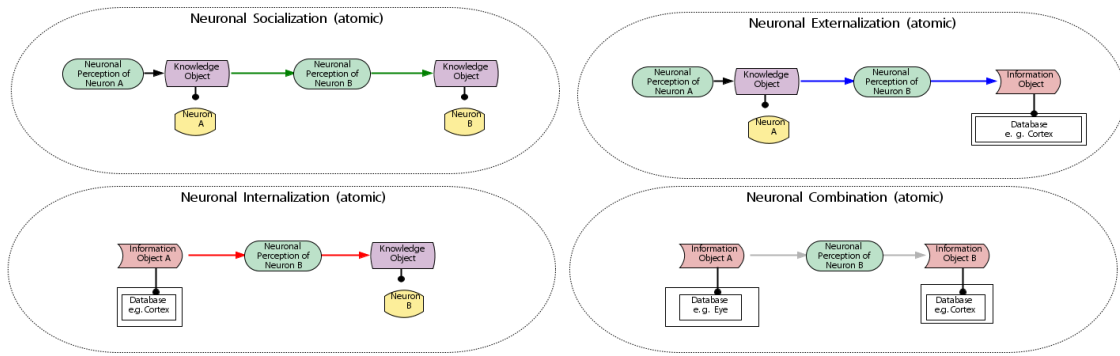 Neuronal Socialization (atomic)
Neuronal
Perception of
Neuron A
Knowledge
Object
Neuron
A
Neuronal
Perception of
Neuron B
Knowledge
Object
Neuron
B
Neuronal Externalization (atomic)
Neuronal
Perception of
Neuron A
Knowledge
Object
Neuron
A
Neuronal
Perception of
Neuron B
Information
Object
Database
e. g. Cortex
Neuronal Internalization (atomic)
Information
Object A
Database
e.g. Cortex
Neuronal
Perception of
Neuron B
Knowledge
Object
Neuron
B
Neuronal Combination (atomic)
Information
Object A
Database
e. g. Eye
Neuronal
Perception of
Neuron B
Information
Object B
Database
e.g. Cortex